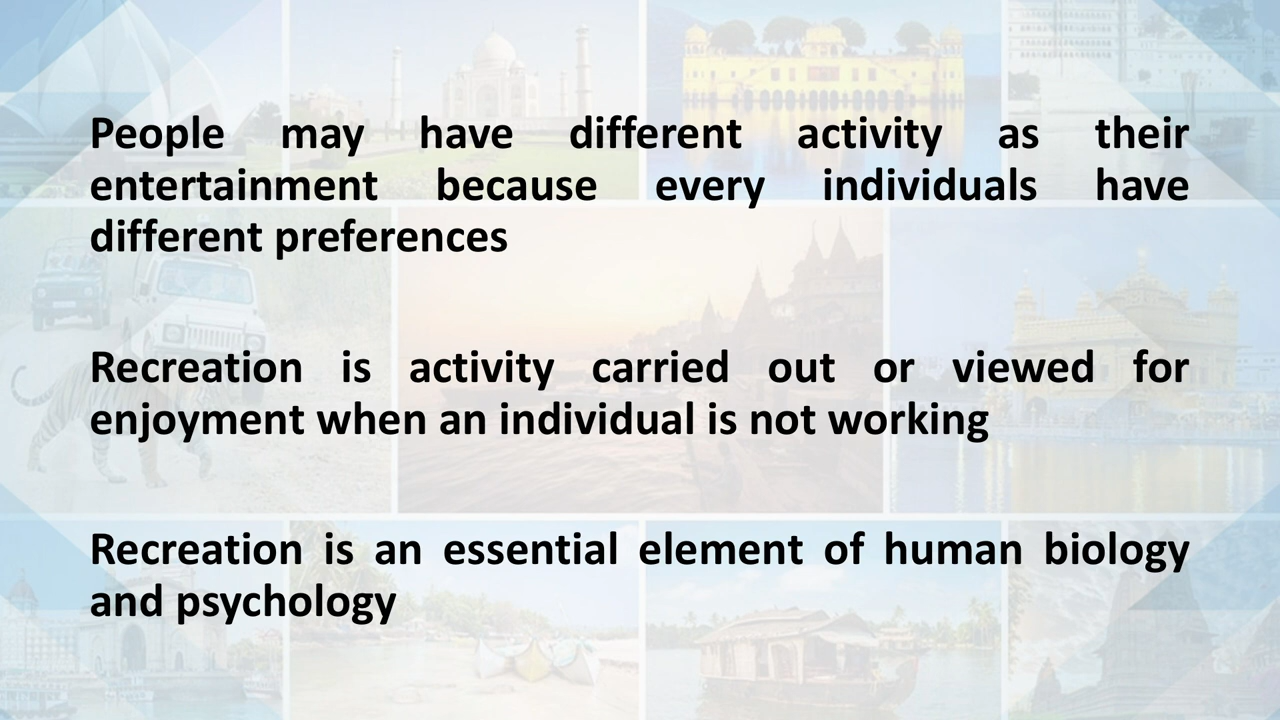 People may have different activity as their
entertainment because every individuals have
different preferences
Recreation is activity carried out or viewed for
enjoyment when an individual is not working
Recreation is an essential element of human biology
and psychology